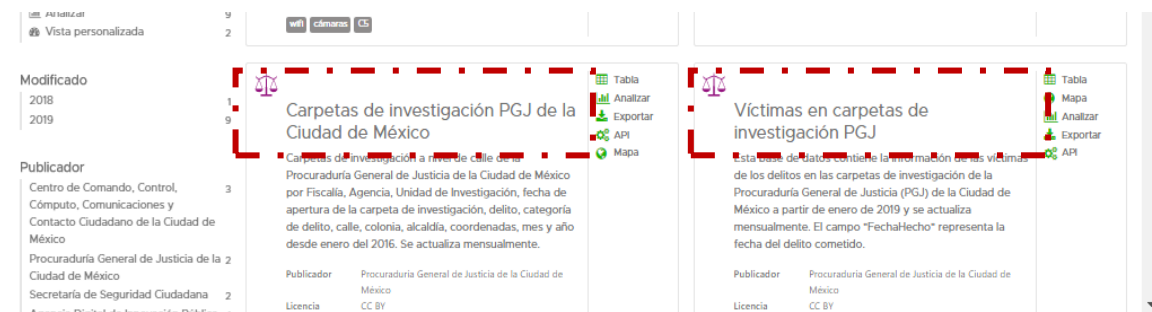 Analizar 9
Vista personalizada 2
Modificado
2018 1
2019 9
Publicador
Centro de Comando, Control, 3
Cómputo, Comunicaciones y
Contacto Ciudadano de la Ciudad de
México
Procuraduría General de Justicia de la 2
Ciudad de México
Secretaría de Seguridad Ciudadana 2
wifi cámaras C5
Carpetas de investigación PGJ de la
Ciudad de México
Carpetas de investigación a nivel de calle de la
Procuraduría General de Justicia de la Ciudad de México
por Fiscalía, Agencia, Unidad de Investigación, fecha de
apertura de la carpeta de investigación, delito, categoría
de delito, calle, colonia, alcaldía, coordenadas, mes y año
desde enero del 2016. Se actualiza mensualmente.
Publicador Procuraduría General de Justicia de la Ciudad de
México
Licencia CC BY
Tabla
Analizar
Exportar
API
Mapa
Víctimas en carpetas de
investigación PGJ
Esta base de datos contiene la información de las víctimas
de los delitos en las carpetas de investigación de la
Procuraduría General de Justicia (PGJ) de la Ciudad de
México a partir de enero de 2019 y se actualiza
mensualmente. El campo "FechaHecho" representa la
fecha del delito cometido.
Publicador Procuraduría General de Justicia de la Ciudad de
México
Licencia CC BY
Tabla
Mapa
Analizar
Exportar
API